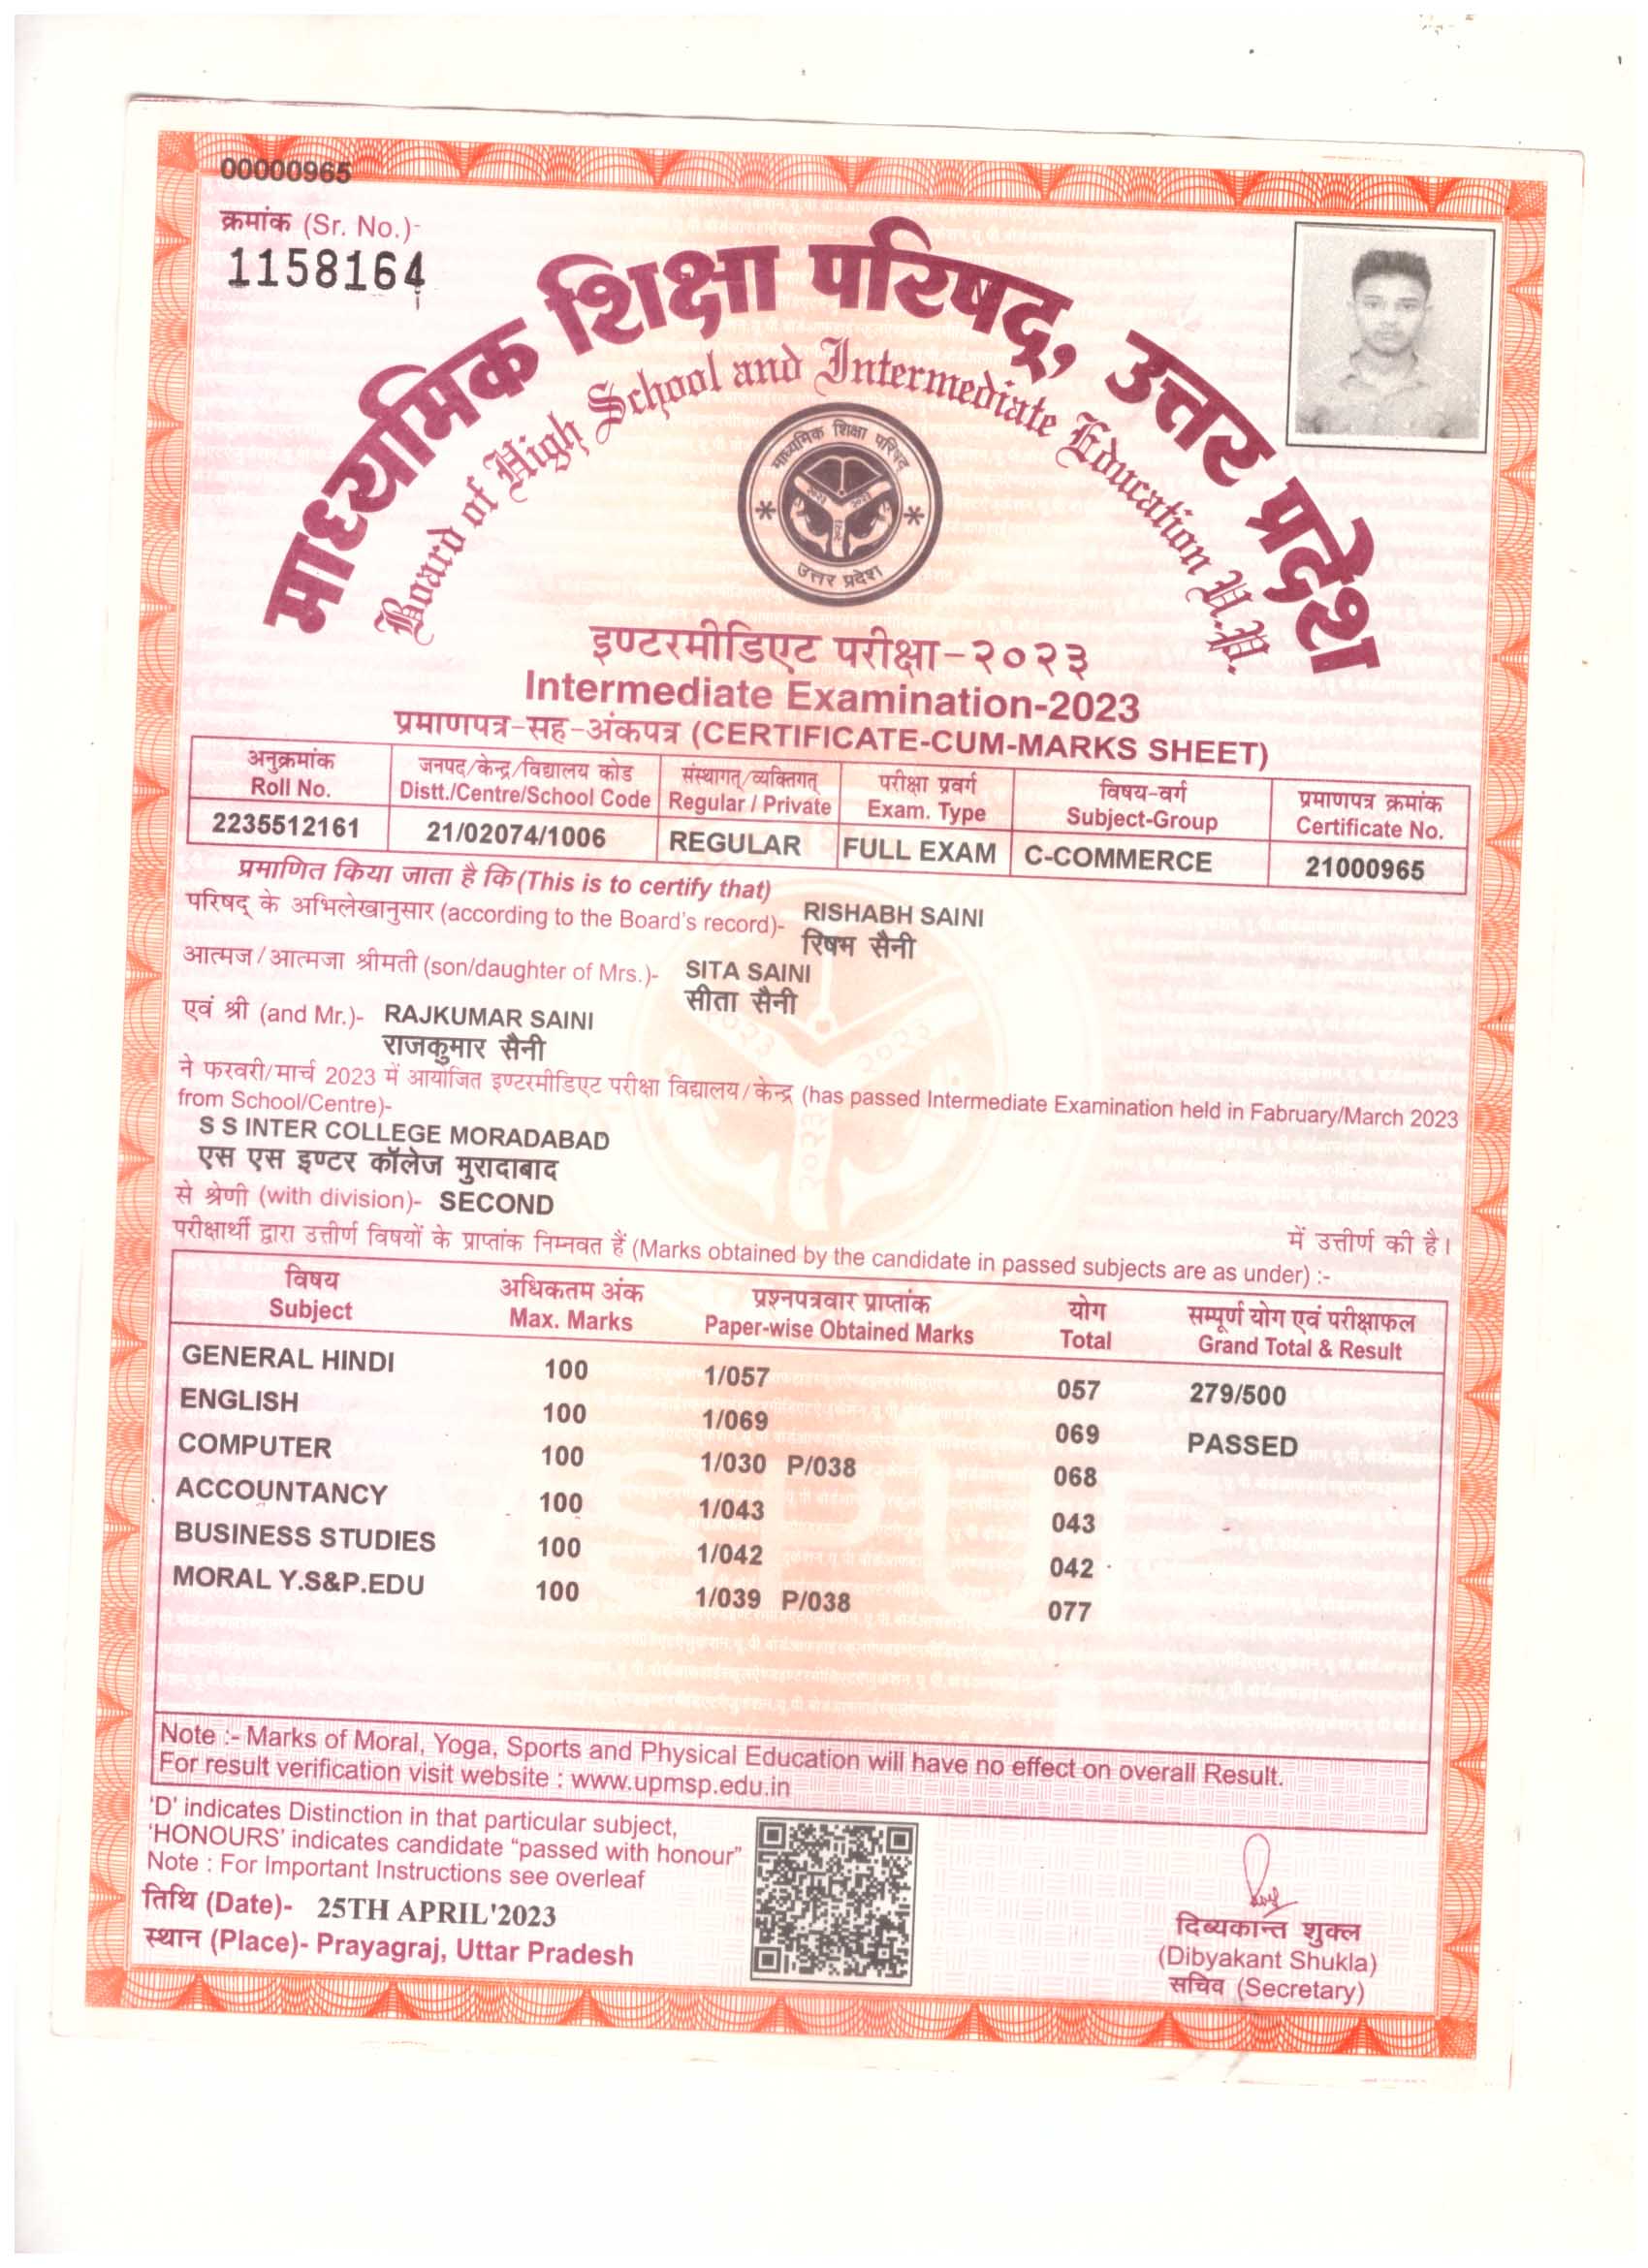 00000965
क्रमांक (Sr. No.)-
1158164
माध्यमिक शिक्षा परिषद्, उत्तर प्रदेश
Board of High School and Intermediate Education U.P.
माध्यमिक शिक्षा परिषद
उत्तर प्रदेश
इण्टरमीडिएट परीक्षा-२०२३
Intermediate Examination-2023
प्रमाणपत्र-सह-अंकपत्र (CERTIFICATE-CUM-MARKS SHEET)
अनुक्रमांक जनपद/केन्द्र/विद्यालय कोड संस्थागत्/व्यक्तिगत् परीक्षा प्रवर्ग विषय-वर्ग प्रमाणपत्र क्रमांक
Roll No. Distt./Centre/School Code Regular / Private Exam. Type Subject-Group Certificate No.
2235512161 21/02074/1006 REGULAR FULL EXAM C-COMMERCE 21000965
प्रमाणित किया जाता है कि (This is to certify that)
परिषद् के अभिलेखानुसार (according to the Board's record)- RISHABH SAINI
रिषभ सैनी
आत्मज/आत्मजा श्रीमती (son/daughter of Mrs.)- SITA SAINI
सीता सैनी
एवं श्री (and Mr.)- RAJKUMAR SAINI
राजकुमार सैनी
ने फरवरी/मार्च 2023 में आयोजित इण्टरमीडिएट परीक्षा विद्यालय/केन्द्र (has passed Intermediate Examination held in Fabruary/March 2023
from School/Centre)-
S S INTER COLLEGE MORADABAD
एस एस इण्टर कॉलेज मुरादाबाद
से श्रेणी (with division)- SECOND
में उत्तीर्ण की है।
परीक्षार्थी द्वारा उत्तीर्ण विषयों के प्राप्तांक निम्नवत हैं (Marks obtained by the candidate in passed subjects are as under) :-
विषय अधिकतम अंक प्रश्नपत्रवार प्राप्तांक योग सम्पूर्ण योग एवं परीक्षाफल
Subject Max. Marks Paper-wise Obtained Marks Total Grand Total & Result
GENERAL HINDI 100 1/057 057 279/500
ENGLISH 100 1/069 069 PASSED
COMPUTER 100 1/030 P/038 068
ACCOUNTANCY 100 1/043 043
BUSINESS STUDIES 100 1/042 042
MORAL Y.S&P.EDU 100 1/039 P/038 077
Note :- Marks of Moral, Yoga, Sports and Physical Education will have no effect on overall Result.
For result verification visit website : www.upmsp.edu.in
'D' indicates Distinction in that particular subject,
'HONOURS' indicates candidate "passed with honour"
Note : For Important Instructions see overleaf
तिथि (Date)- 25TH APRIL'2023
स्थान (Place)- Prayagraj, Uttar Pradesh
दिब्यकान्त शुक्ल
(Dibyakant Shukla)
सचिव (Secretary)